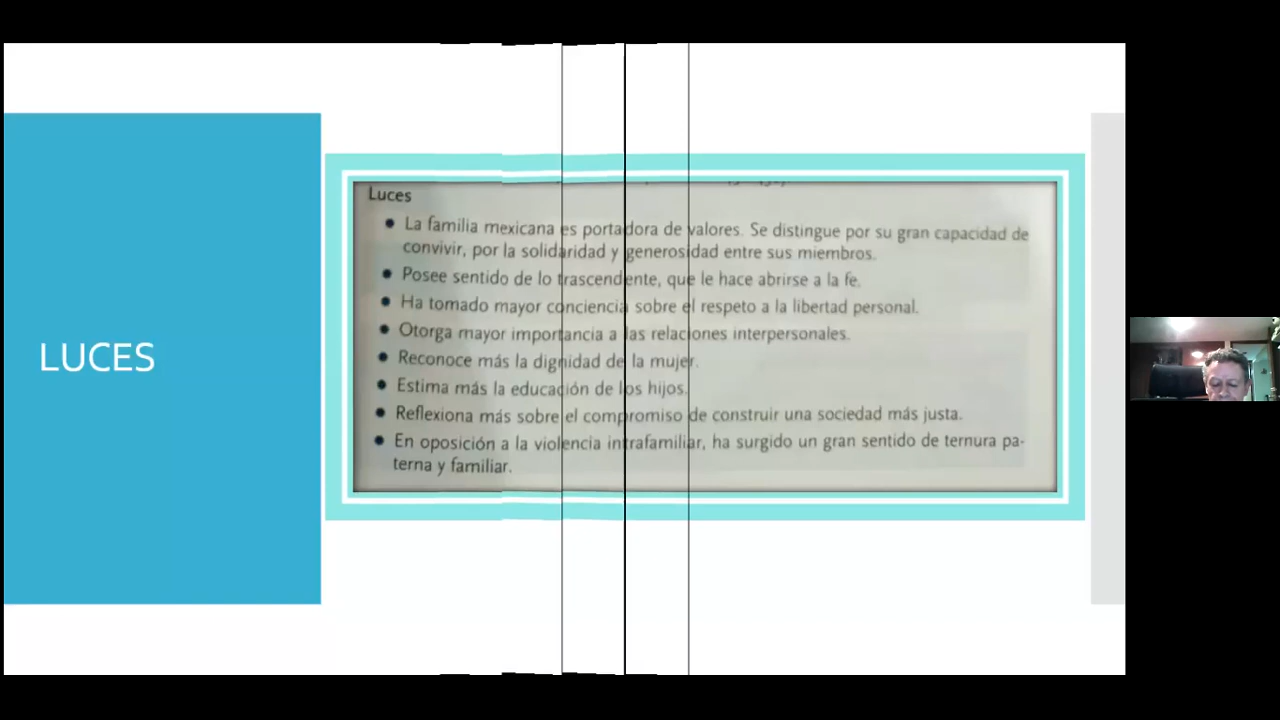 LUCES
Luces
● La familia mexicana es portadora de valores. Se distingue por su gran capacidad de
convivir, por la solidaridad y generosidad entre sus miembros.
● Posee sentido de lo trascendente, que le hace abrirse a la fe.
● Ha tomado mayor conciencia sobre el respeto a la libertad personal.
● Otorga mayor importancia a las relaciones interpersonales.
● Reconoce más la dignidad de la mujer.
● Estima más la educación de los hijos.
● Reflexiona más sobre el compromiso de construir una sociedad más justa.
● En oposición a la violencia intrafamiliar, ha surgido un gran sentido de ternura pa-
terna y familiar.